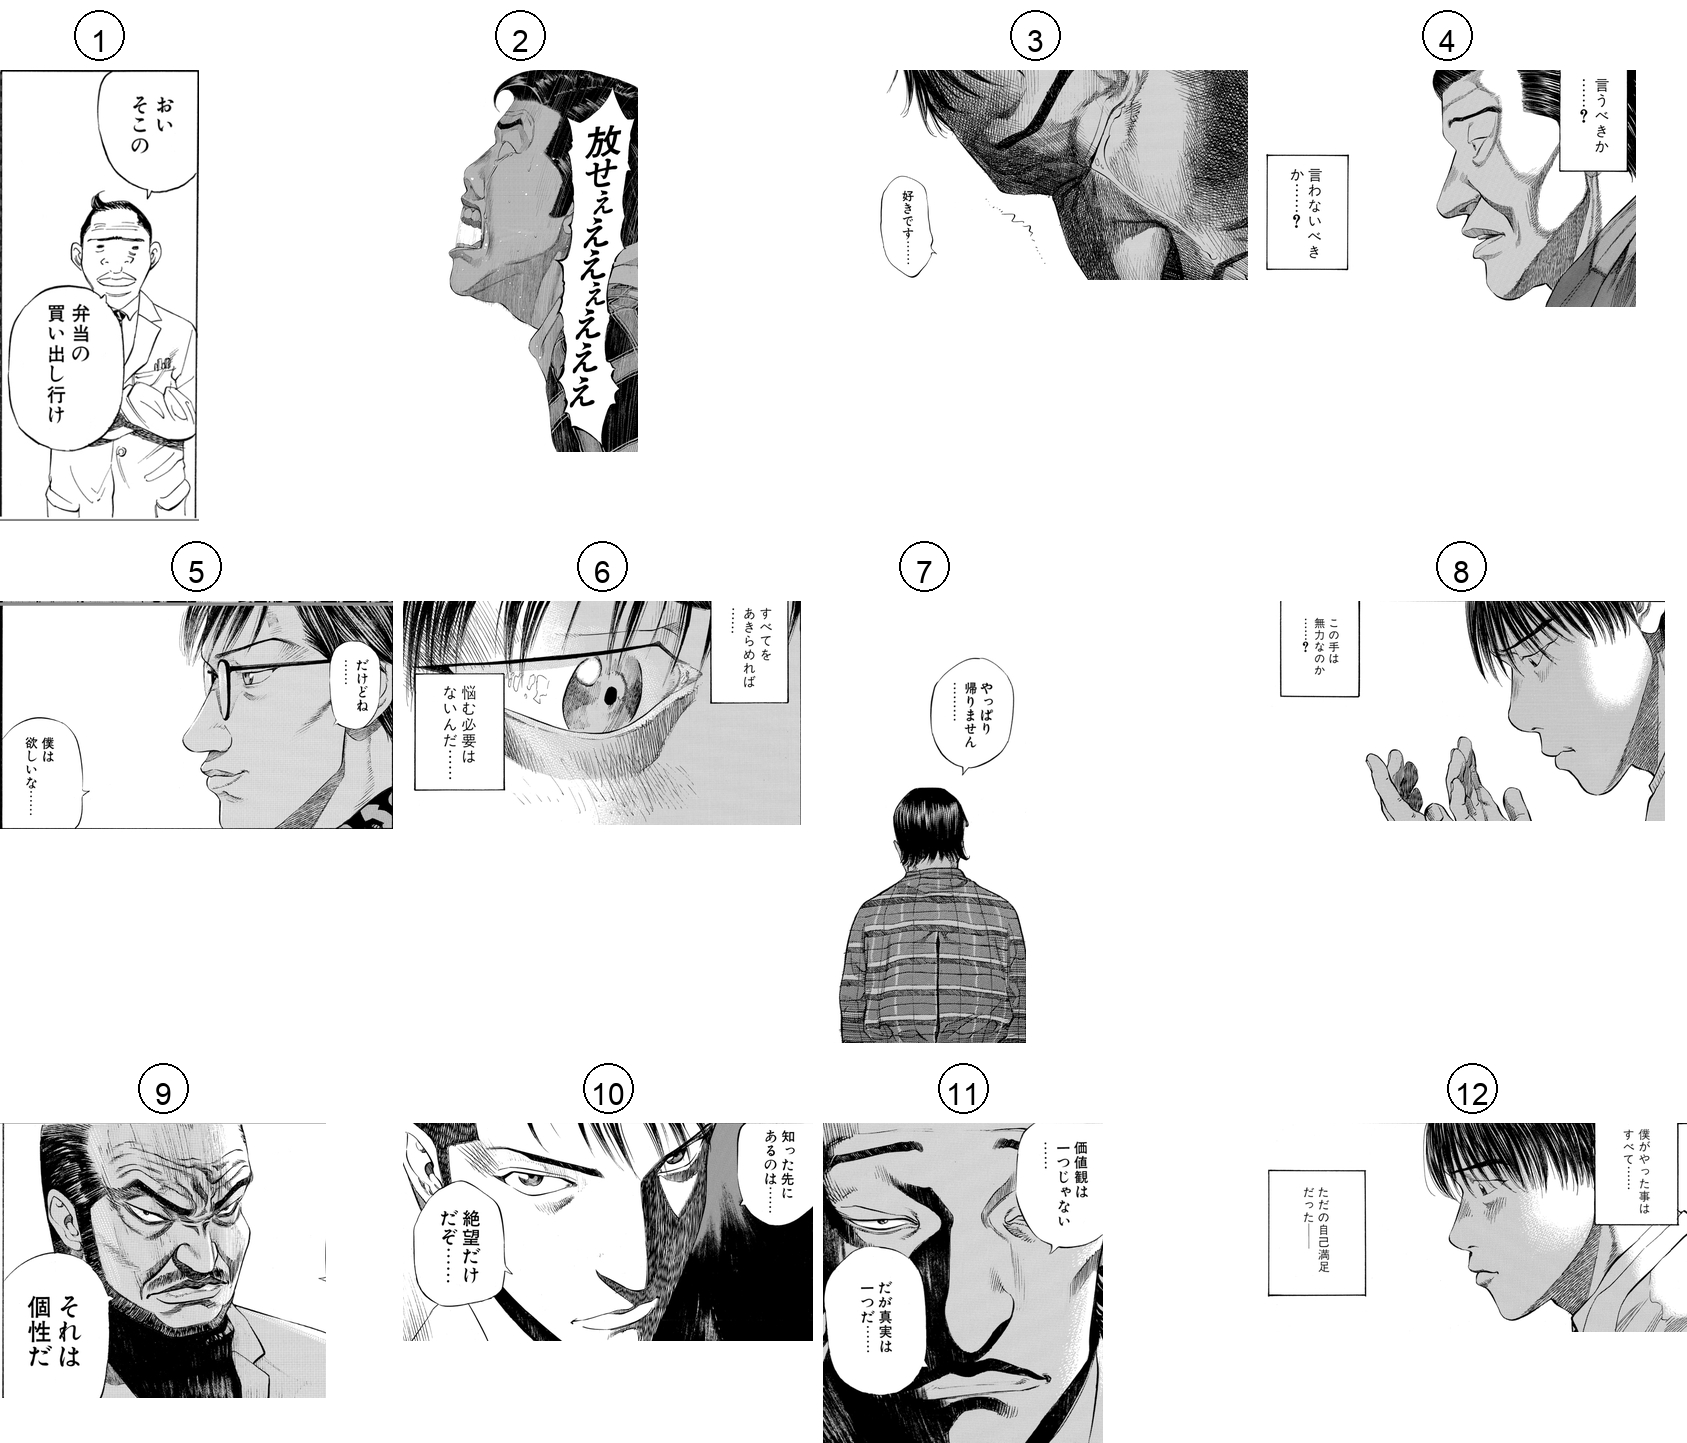 1
おい
そこの
弁当の
買い出し行け
2
放せぇええぇえええ
3
好きです……
4
言うべきか
……?
言わないべき
か……?
5
だけどね
……
僕は
欲しいな……
6
すべてを
あきらめれば
……
悩む必要は
ないんだ……
7
やっぱり
帰りません
………
8
この手は
無力なのか
……?
9
それは
個性だ
10
知った先に
あるのは……
絶望だけ
だぞ……
11
価値観は
一つじゃない
……
だが真実は
一つだ……
12
僕がやった事は
すべて……
ただの自己満足
だった――